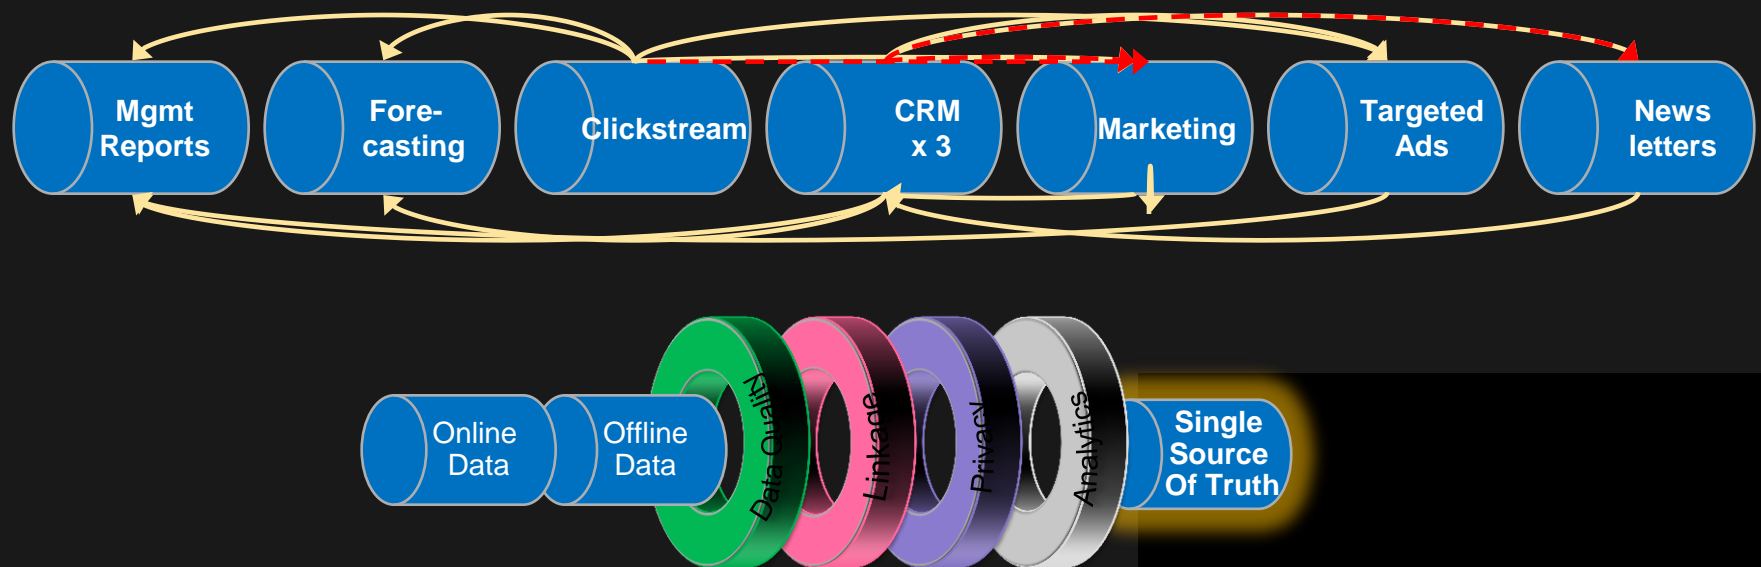 Mgmt
Reports
Fore-
casting
Clickstream
CRM
x 3
Marketing
Targeted
Ads
News
letters
Online
Data
Offline
Data
Data Quality
Linkage
Privacy
Analytics
Single
Source
Of Truth